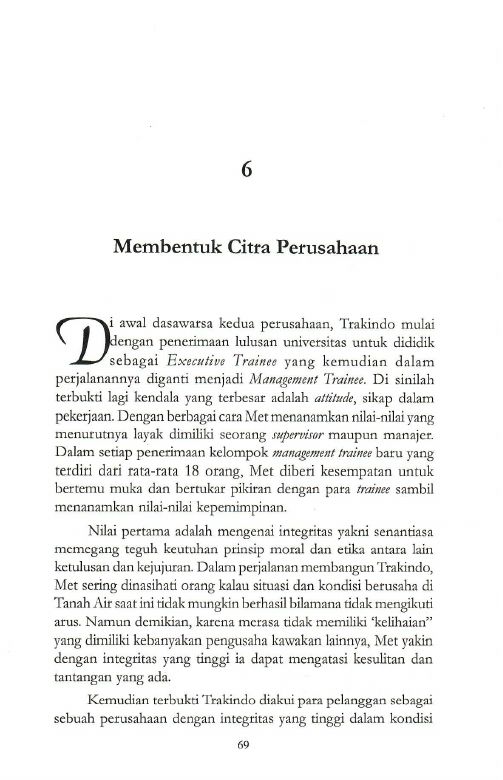 6
Membentuk Citra Perusahaan
Di awal dasawarsa kedua perusahaan, Trakindo mulai
dengan penerimaan lulusan universitas untuk dididik
sebagai Executive Trainee yang kemudian dalam
perjalanannya diganti menjadi Management Trainee. Di sinilah
terbukti lagi kendala yang terbesar adalah attitude, sikap dalam
pekerjaan. Dengan berbagai cara Met menanamkan nilai-nilai yang
menurutnya layak dimiliki seorang supervisor maupun manajer.
Dalam setiap penerimaan kelompok management trainee baru yang
terdiri dari rata-rata 18 orang, Met diberi kesempatan untuk
bertemu muka dan bertukar pikiran dengan para trainee sambil
menanamkan nilai-nilai kepemimpinan.
Nilai pertama adalah mengenai integritas yakni senantiasa
memegang teguh keutuhan prinsip moral dan etika antara lain
ketulusan dan kejujuran. Dalam perjalanan membangun Trakindo,
Met sering dinasihati orang kalau situasi dan kondisi berusaha di
Tanah Air saat ini tidak mungkin berhasil bilamana tidak mengikuti
arus. Namun demikian, karena merasa tidak memiliki ‘kelihaian”
yang dimiliki kebanyakan pengusaha kawakan lainnya, Met yakin
dengan integritas yang tinggi ia dapat mengatasi kesulitan dan
tantangan yang ada.
Kemudian terbukti Trakindo diakui para pelanggan sebagai
sebuah perusahaan dengan integritas yang tinggi dalam kondisi
69